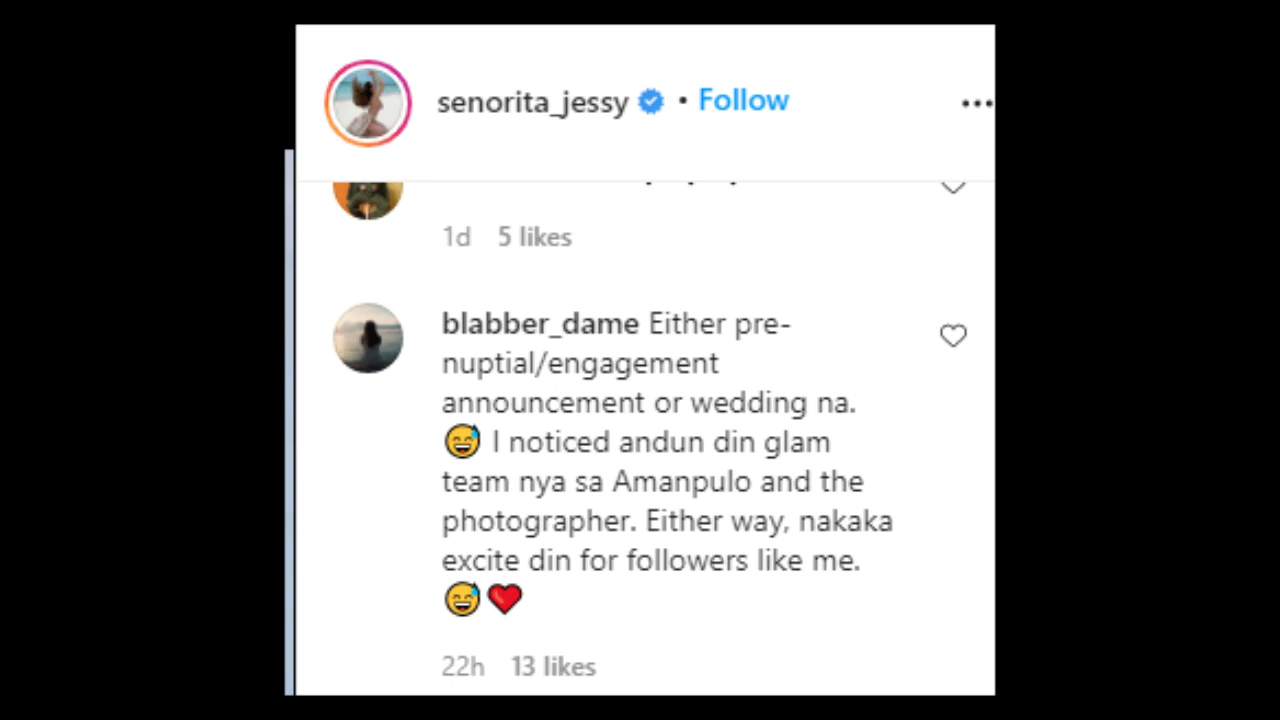 senorita_jessy • Follow
1d 5 likes
blabber_dame Either pre-
nuptial/engagement
announcement or wedding na.
😅 I noticed andun din glam
team nya sa Amanpulo and the
photographer. Either way, nakaka
excite din for followers like me.
😅❤️
22h 13 likes